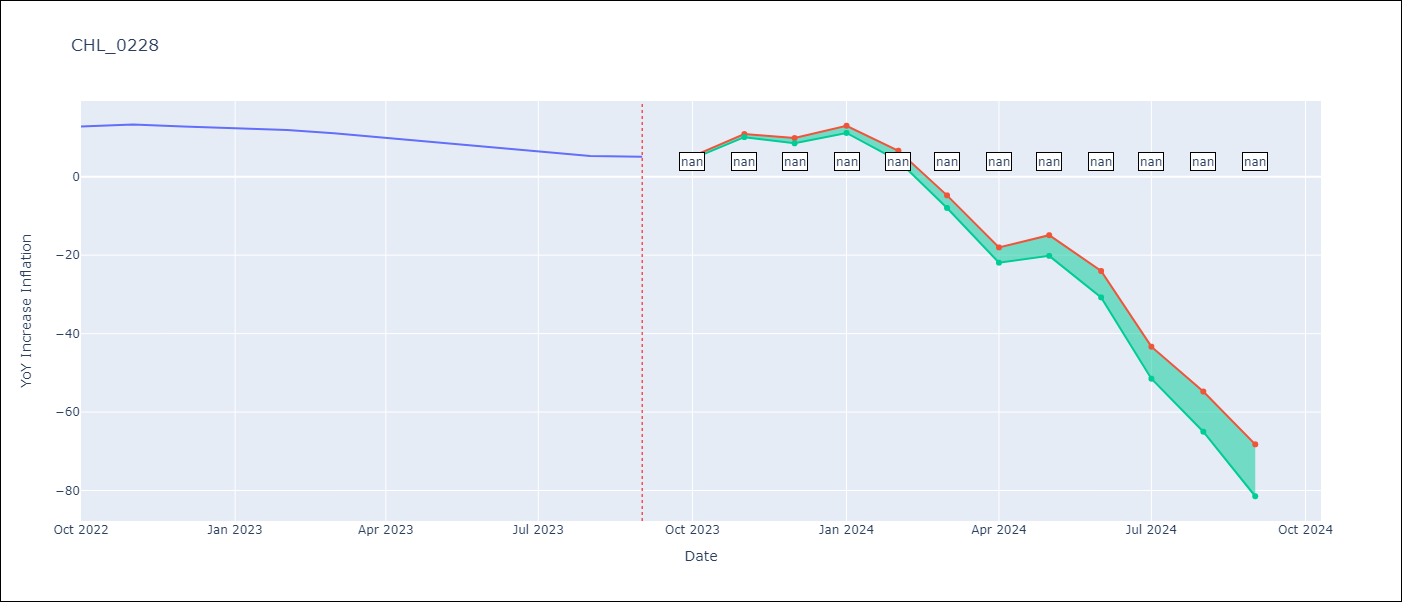 CHL_0228
YoY Increase Inflation
0
−20
−40
−60
−80
nan nan nan nan nan nan nan nan nan nan nan nan
Oct 2022 Jan 2023 Apr 2023 Jul 2023 Oct 2023 Jan 2024 Apr 2024 Jul 2024 Oct 2024
Date